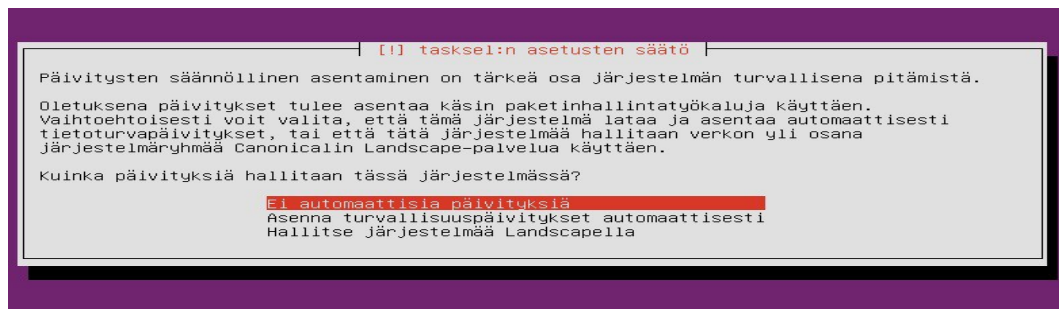 [!] tasksel:n asetusten säätö
Päivitysten säännöllinen asentaminen on tärkeä osa järjestelmän turvallisena pitämistä.
Oletuksena päivitykset tulee asentaa käsin paketinhallintatyökaluja käyttäen.
Vaihtoehtoisesti voit valita, että tämä järjestelmä lataa ja asentaa automaattisesti
tietoturvapäivitykset, tai että tätä järjestelmää hallitaan verkon yli osana
järjestelmäryhmää Canonicalin Landscape-palvelua käyttäen.
Kuinka päivityksiä hallitaan tässä järjestelmässä?
Ei automaattisia päivityksiä
Asenna turvallisuuspäivitykset automaattisesti
Hallitse järjestelmää Landscapella